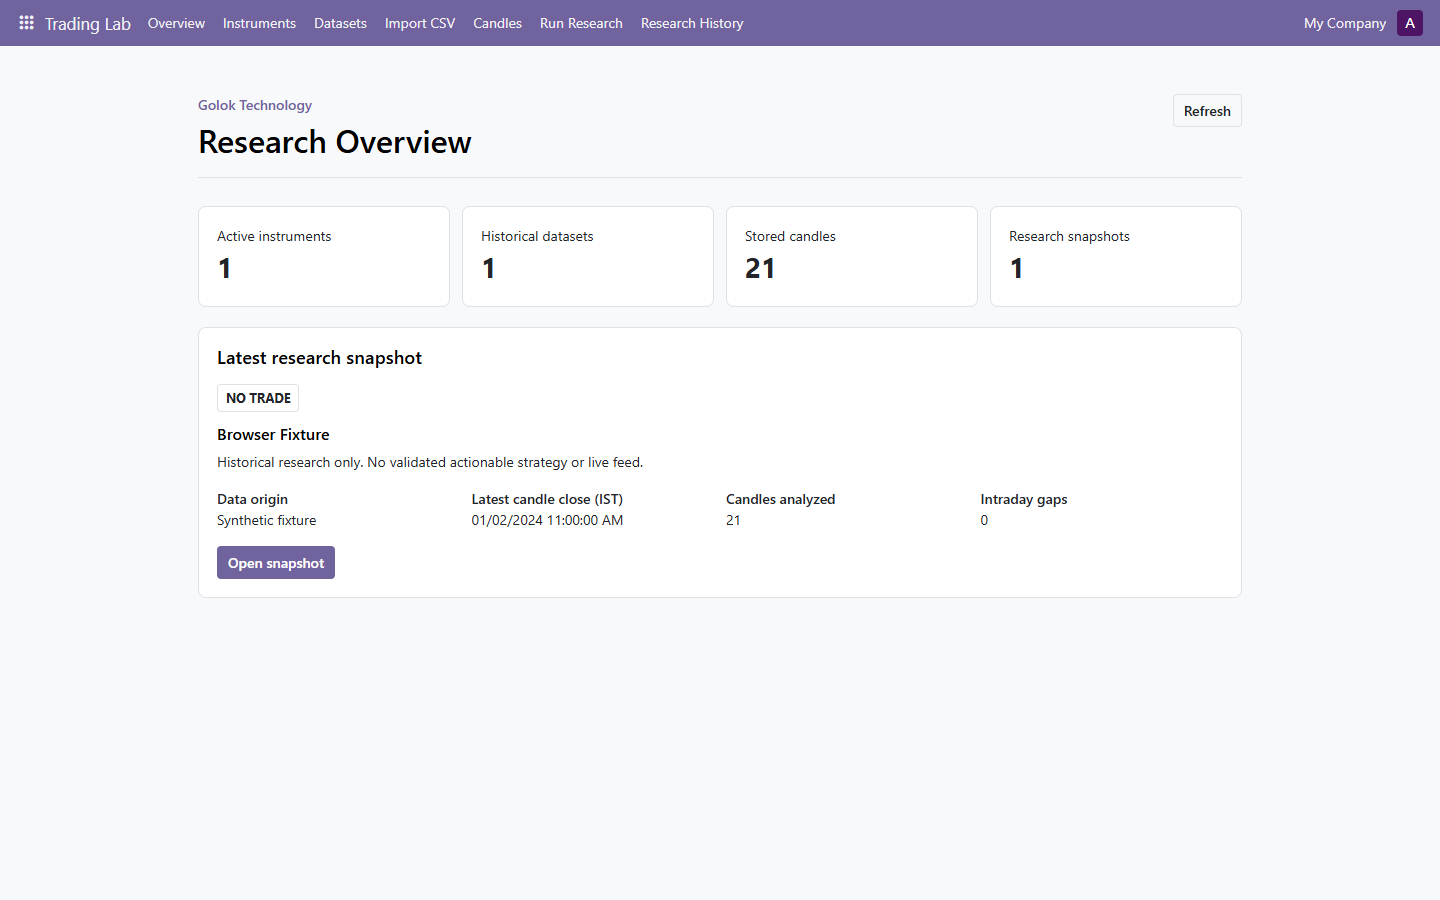 Trading Lab Overview Instruments Datasets Import CSV Candles Run Research Research History My Company A
Golok Technology
Refresh
Research Overview
Active instruments
1
Historical datasets
1
Stored candles
21
Research snapshots
1
Latest research snapshot
NO TRADE
Browser Fixture
Historical research only. No validated actionable strategy or live feed.
Data origin
Synthetic fixture
Latest candle close (IST)
01/02/2024 11:00:00 AM
Candles analyzed
21
Intraday gaps
0
Open snapshot